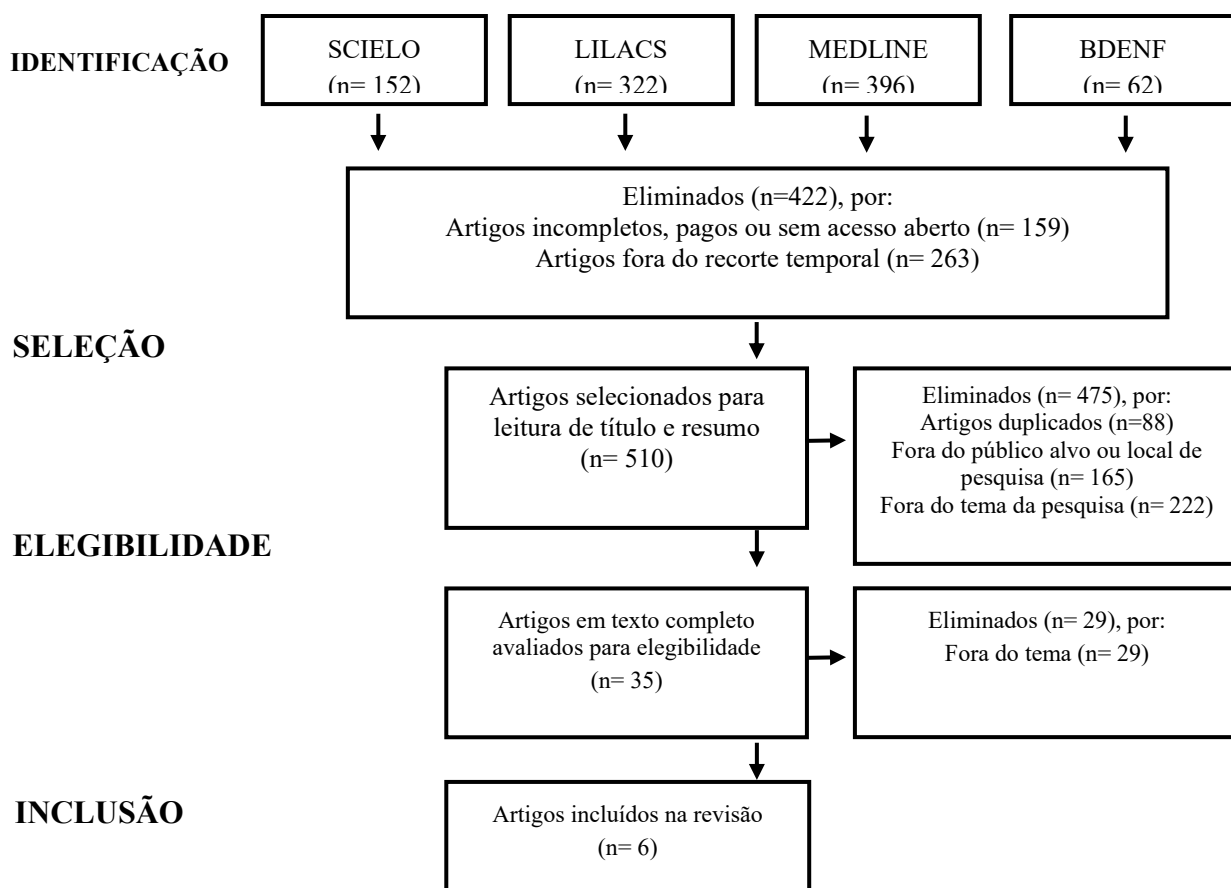 IDENTIFICAÇÃO
SCIELO
(n= 152)
LILACS
(n= 322)
MEDLINE
(n= 396)
BDENF
(n= 62)
Eliminados (n=422), por:
Artigos incompletos, pagos ou sem acesso aberto (n= 159)
Artigos fora do recorte temporal (n= 263)
SELEÇÃO
Artigos selecionados para
leitura de título e resumo
(n= 510)
Eliminados (n= 475), por:
Artigos duplicados (n=88)
Fora do público alvo ou local de
pesquisa (n= 165)
Fora do tema da pesquisa (n= 222)
ELEGIBILIDADE
Artigos em texto completo
avaliados para elegibilidade
(n= 35)
Eliminados (n= 29), por:
Fora do tema (n= 29)
INCLUSÃO
Artigos incluídos na revisão
(n= 6)